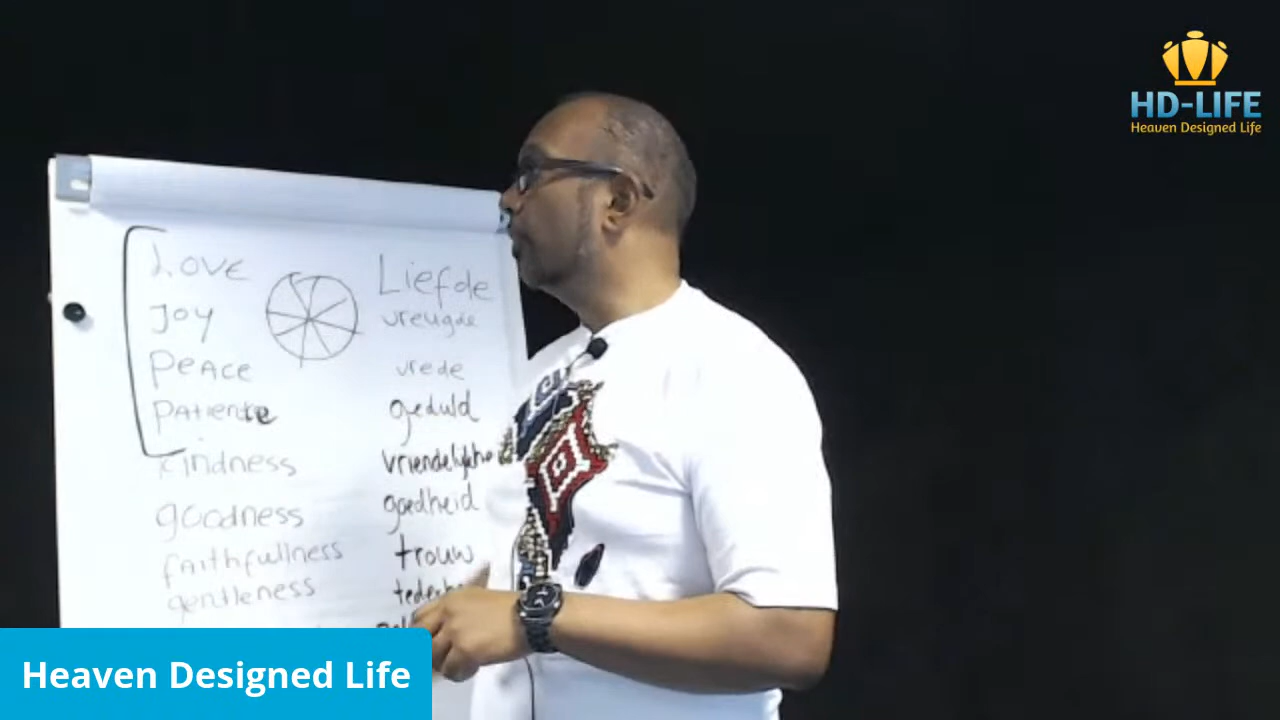 HD-LIFE
Heaven Designed Life
Love Liefde
Joy vreugde
Peace vrede
Patience geduld
kindness
goodness goedheid
faithfullness trouw
gentleness
Heaven Designed Life